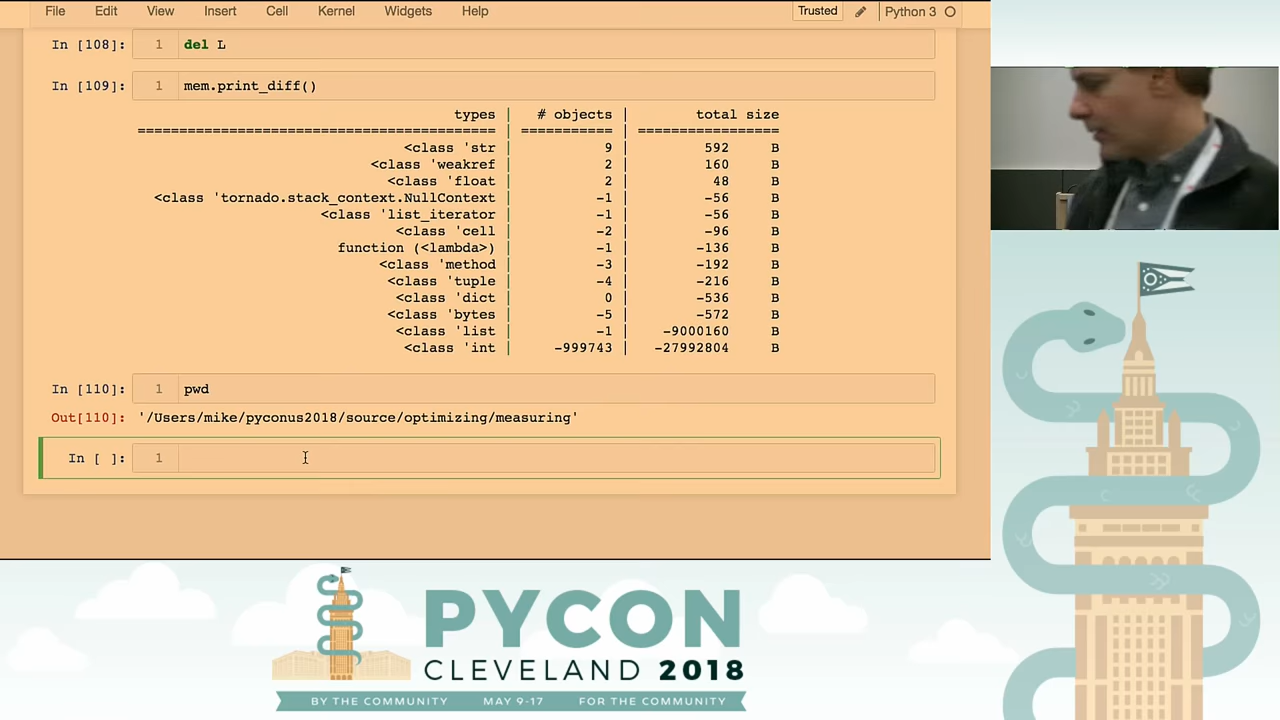 File Edit View Insert Cell Kernel Widgets Help Trusted Python 3
In [108]: 1 del L
In [109]: 1 mem.print_diff()
types | # objects | total size
========================================== | =========== | ================
<class 'str | 9 | 592 B
<class 'weakref | 2 | 160 B
<class 'float | 2 | 48 B
<class 'tornado.stack_context.NullContext | -1 | -56 B
<class 'list_iterator | -1 | -56 B
<class 'cell | -2 | -96 B
function (<lambda>) | -1 | -136 B
<class 'method | -3 | -192 B
<class 'tuple | -4 | -216 B
<class 'dict | 0 | -536 B
<class 'bytes | -5 | -572 B
<class 'list | -1 | -9000160 B
<class 'int | -999743 | -27992804 B
In [110]: 1 pwd
Out[110]: '/Users/mike/pyconus2018/source/optimizing/measuring'
In [ ]: 1
PYCON
CLEVELAND 2018
BY THE COMMUNITY MAY 9-17 FOR THE COMMUNITY